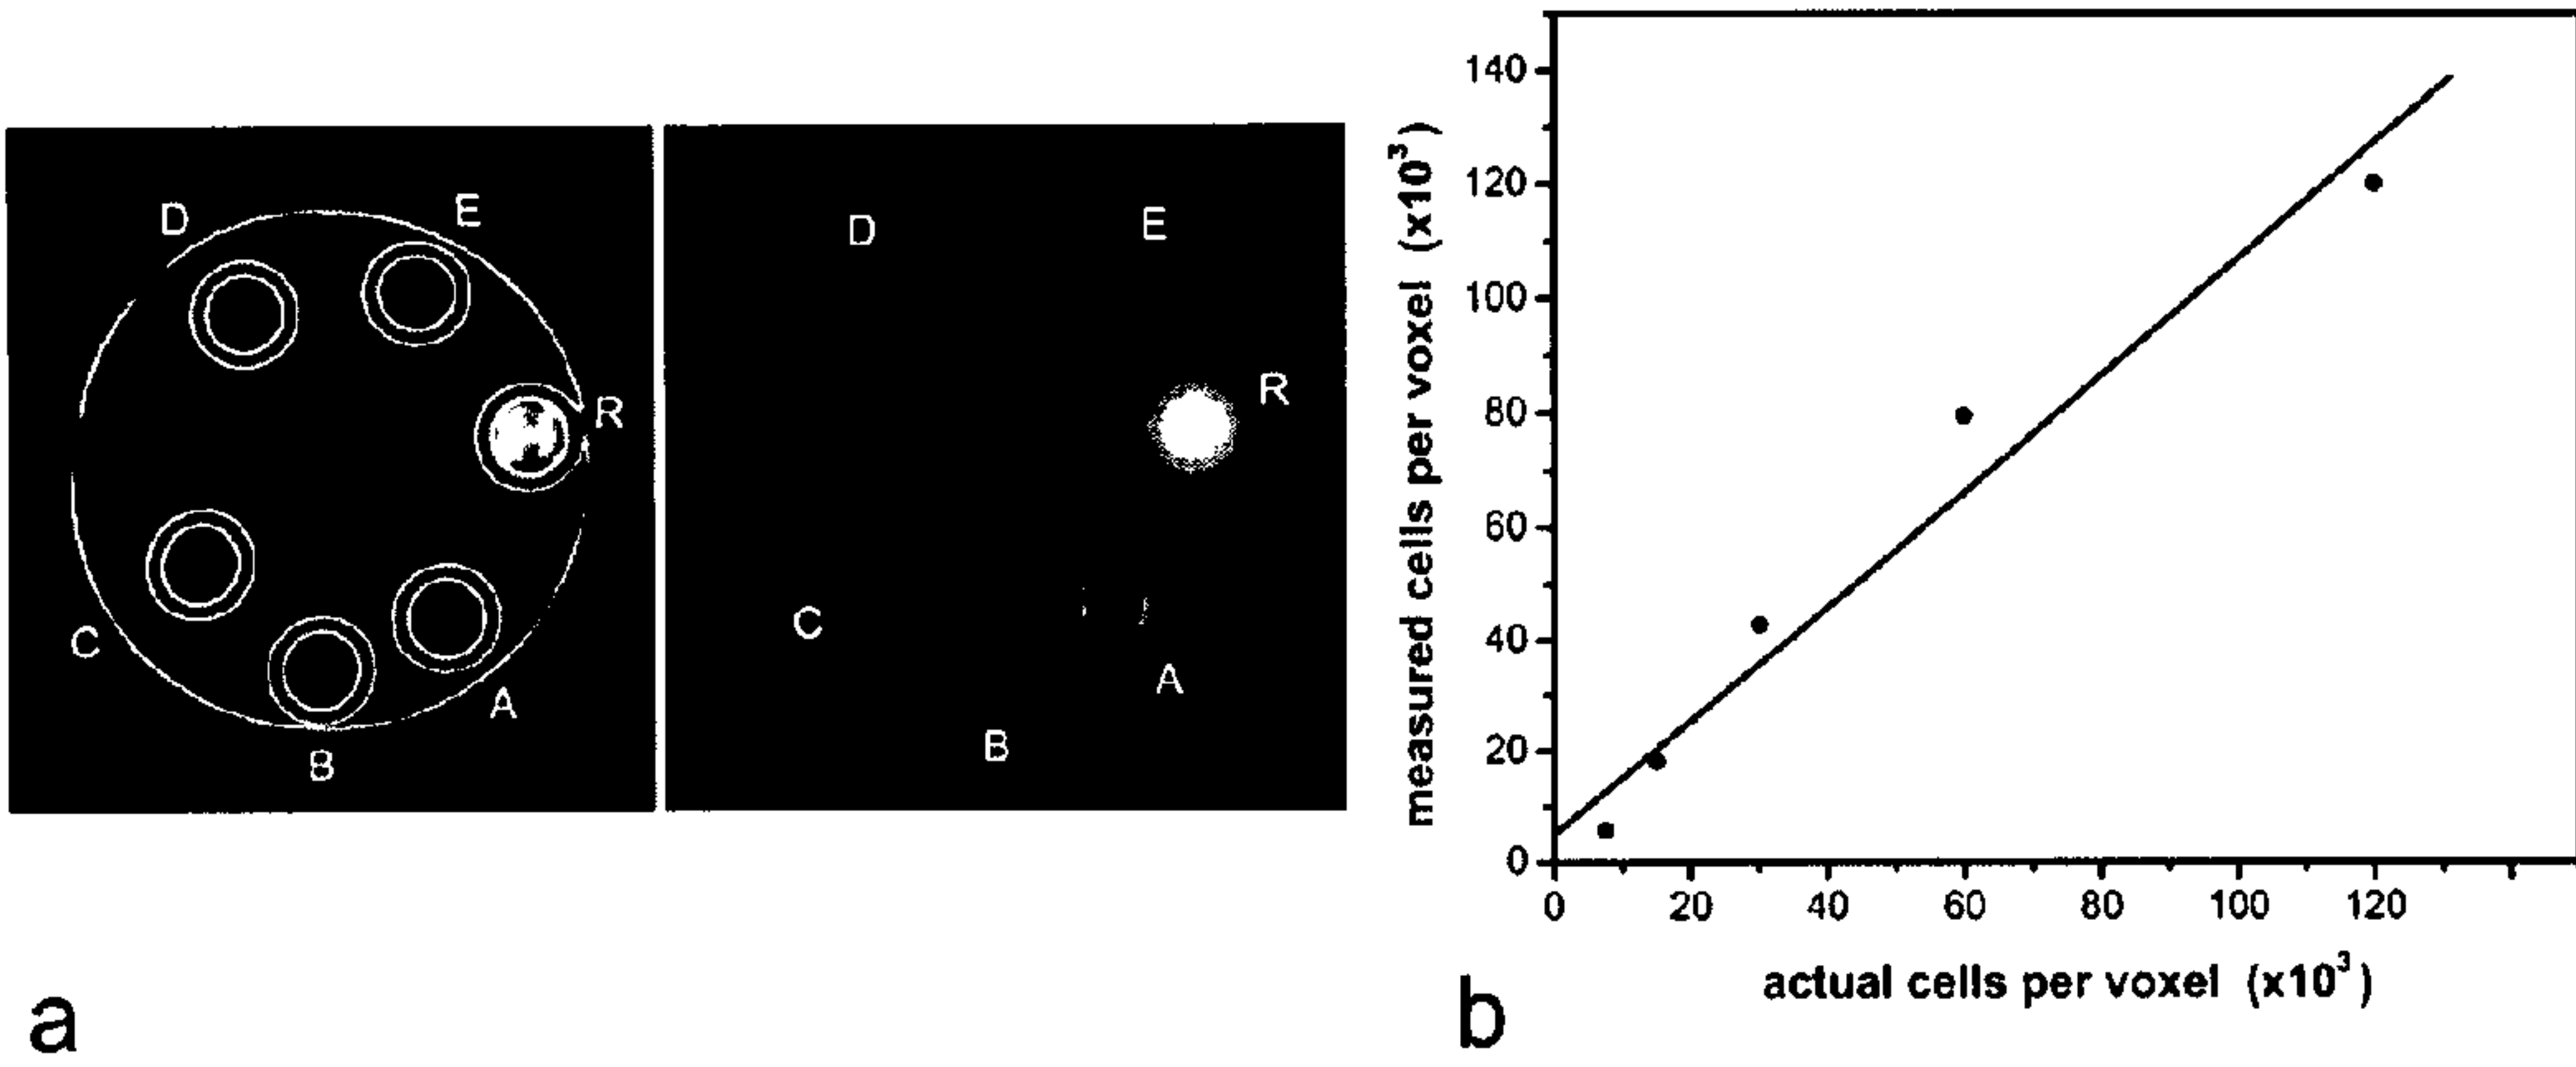 D
E
R
C
A
B
D
E
R
C
A
B
a
measured cells per voxel (x10³)
140
120
100
80
60
40
20
0
0 20 40 60 80 100 120
actual cells per voxel (x10³)
b